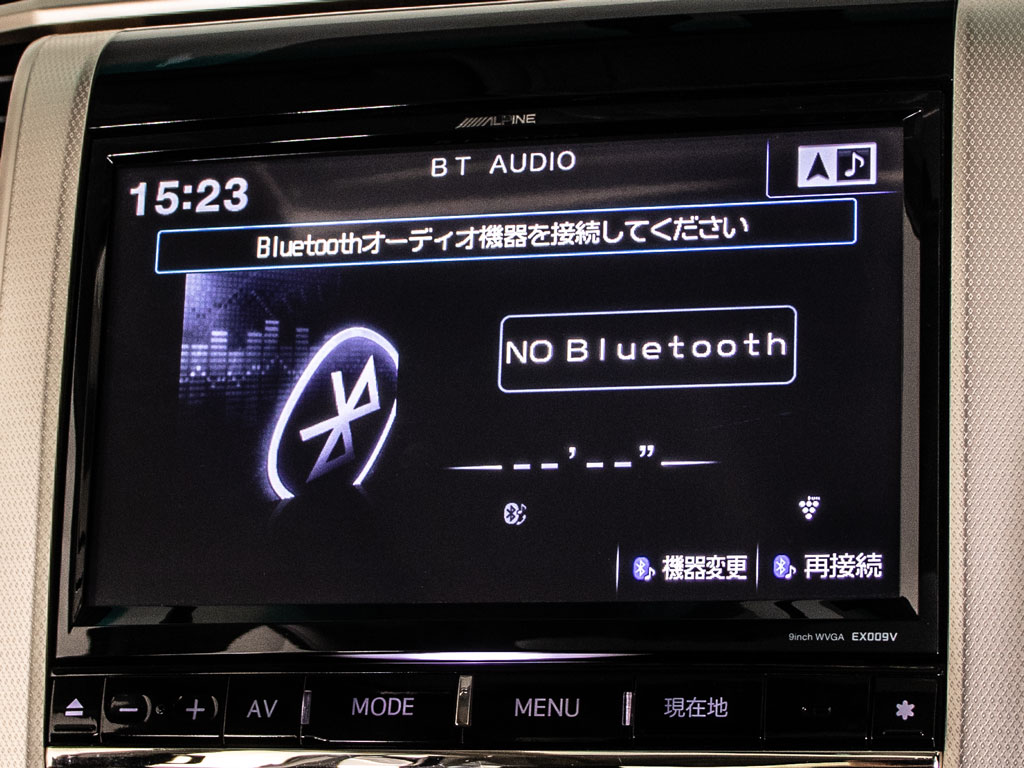 ALPINE
BT AUDIO
15:23
Bluetoothオーディオ機器を接続してください
NO Bluetooth
--’--”
機器変更 再接続
9inch WVGA EX009V
− + AV MODE MENU 現在地 *